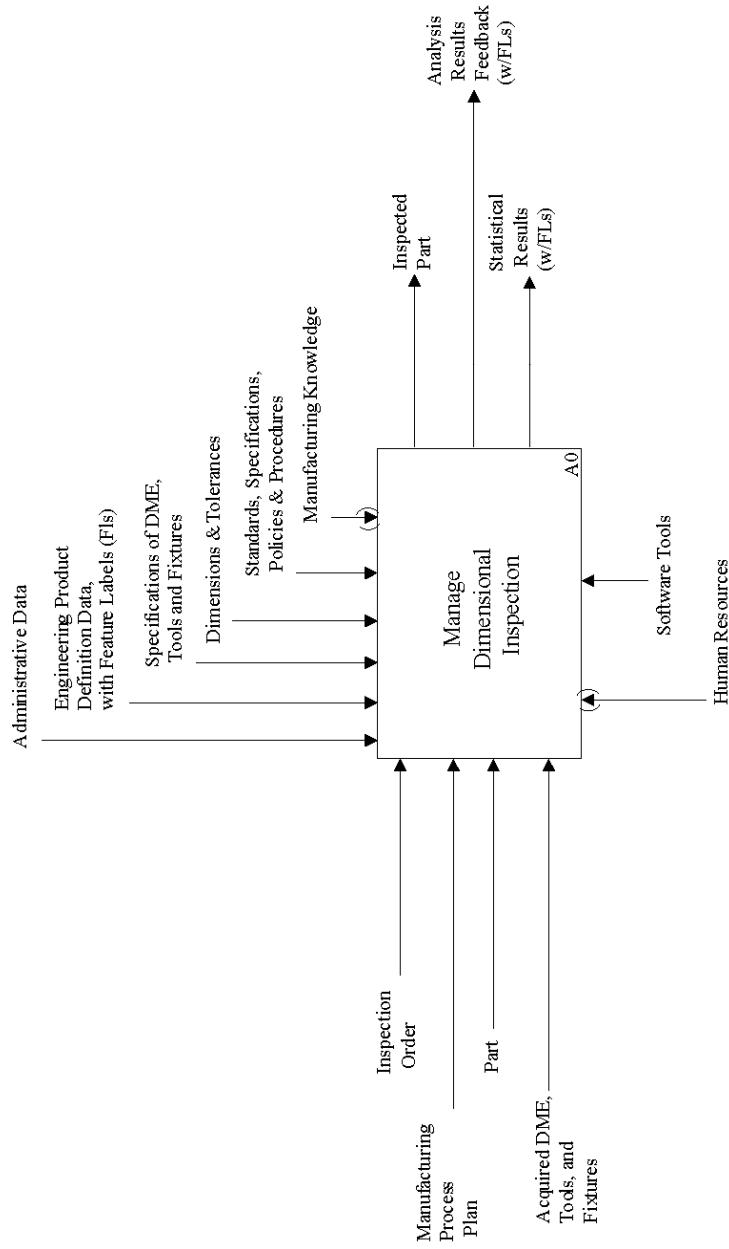 Administrative Data
Engineering Product
Definition Data,
with Feature Labels (Fls)
Specifications of DME,
Tools and Fixtures
Dimensions & Tolerances
Standards, Specifications,
Policies & Procedures
Manufacturing Knowledge
Inspection
Order
Manufacturing
Process
Plan
Part
Acquired DME,
Tools, and
Fixtures
Manage
Dimensional
Inspection
A0
Inspected
Part
Analysis
Results
Feedback
(w/FLs)
Statistical
Results
(w/FLs)
Human Resources
Software Tools